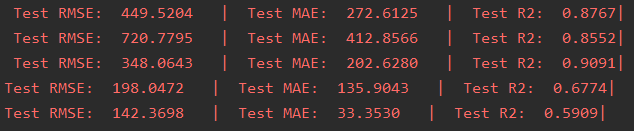 Test RMSE:  449.5204   |  Test MAE:  272.6125   |  Test R2:  0.8767|
Test RMSE:  720.7795   |  Test MAE:  412.8566   |  Test R2:  0.8552|
Test RMSE:  348.0643   |  Test MAE:  202.6280   |  Test R2:  0.9091|
Test RMSE:  198.0472   |  Test MAE:  135.9043   |  Test R2:  0.6774|
Test RMSE:  142.3698   |  Test MAE:  33.3530   |  Test R2:  0.5909|